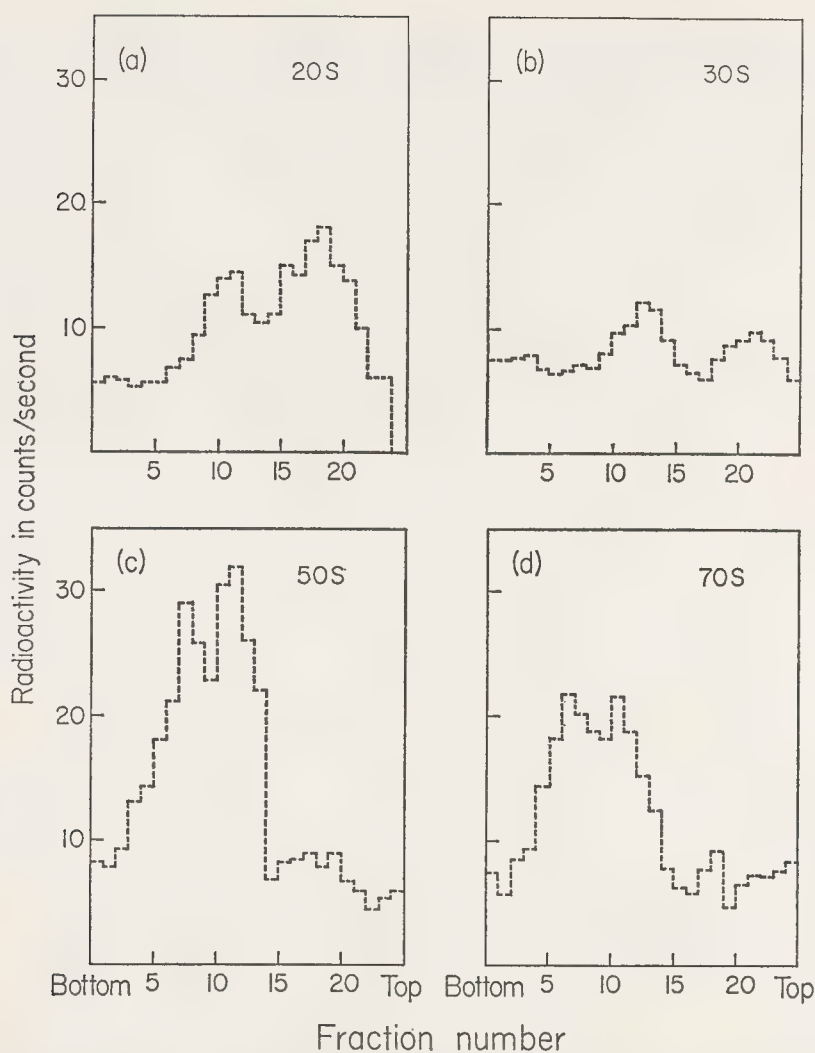 Radioactivity in counts/second
(a)
20S
30
20
10
5 10 15 20
(b)
30S
5 10 15 20
(c)
50S
30
20
10
Bottom 5 10 15 20 Top
(d)
70S
Bottom 5 10 15 20 Top
Fraction number